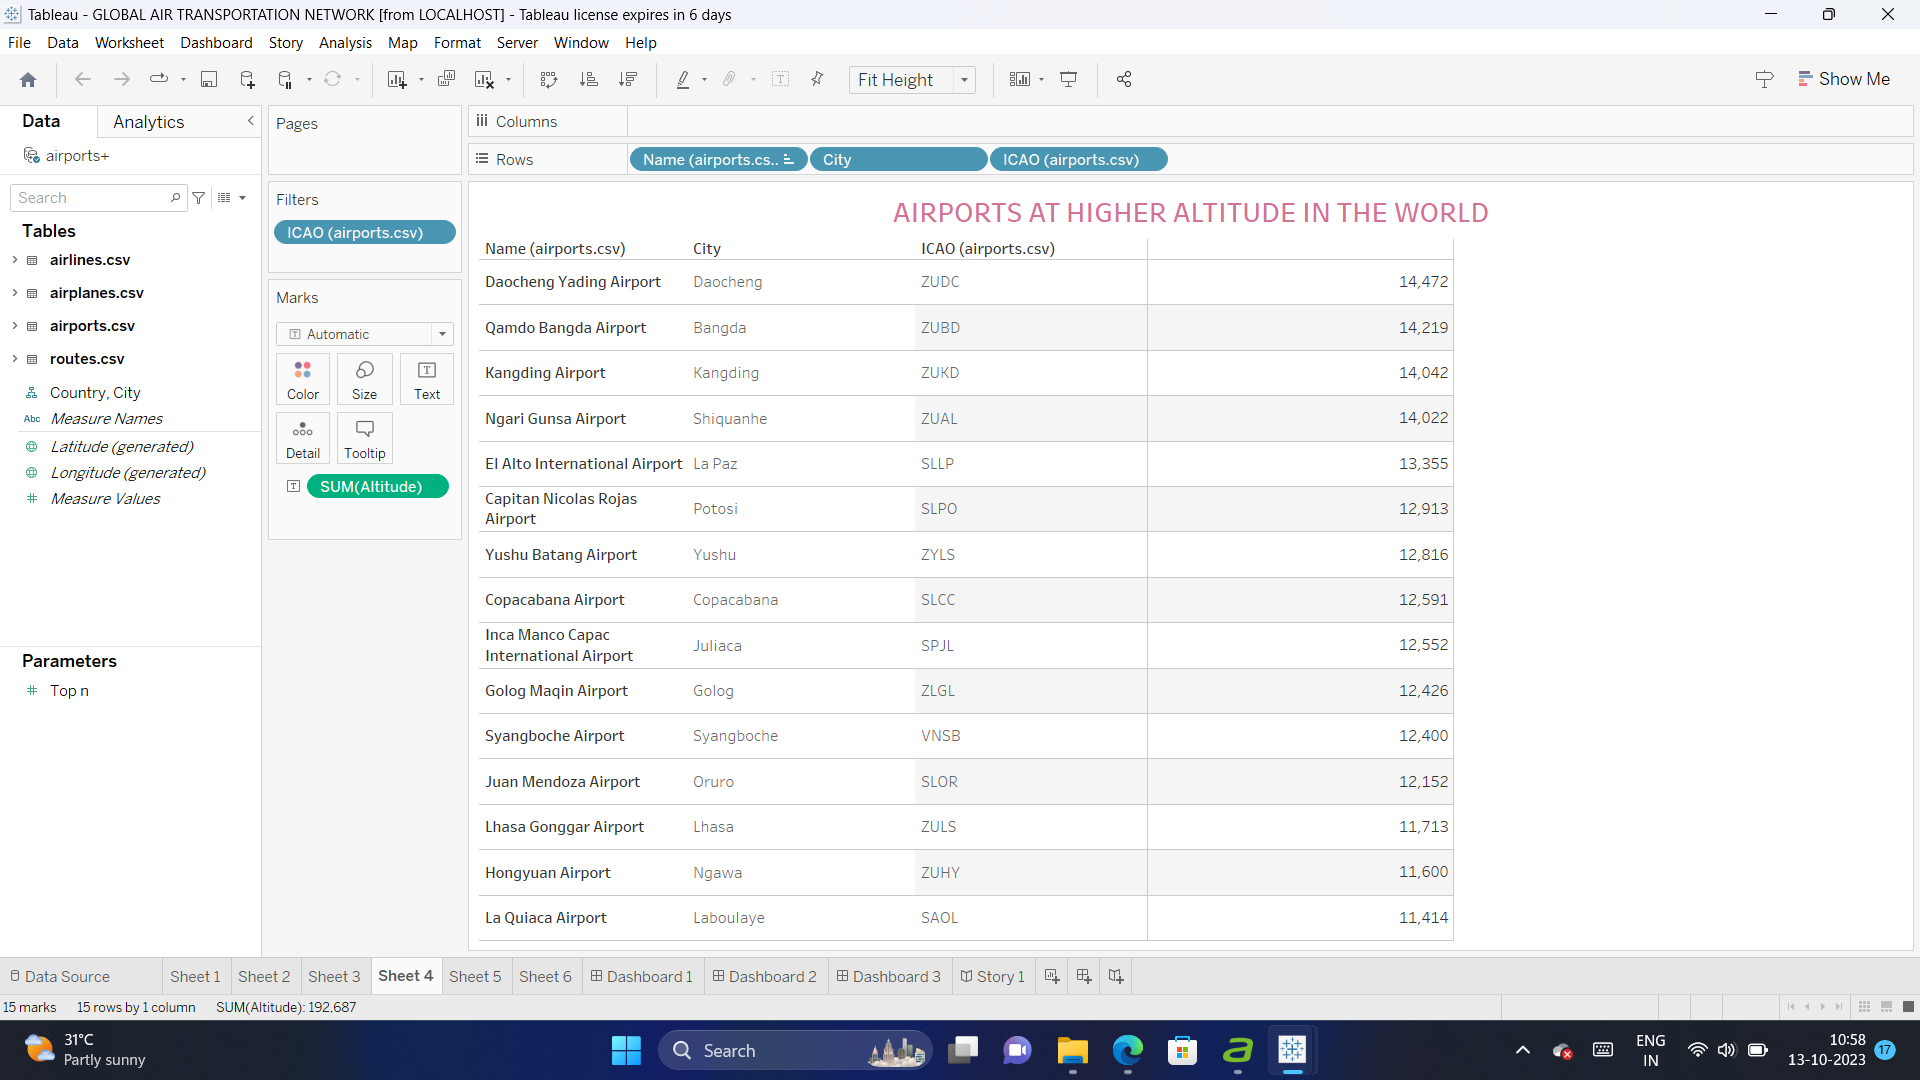 Tableau - GLOBAL AIR TRANSPORTATION NETWORK [from LOCALHOST] - Tableau license expires in 6 days
File Data Worksheet Dashboard Story Analysis Map Format Server Window Help
Fit Height
Show Me
Data Analytics
airports+
Search
Tables
airlines.csv
airplanes.csv
airports.csv
routes.csv
Country, City
Abc Measure Names
Latitude (generated)
Longitude (generated)
Measure Values
Parameters
Top n
Pages
Filters
ICAO (airports.csv)
Marks
Automatic
Color Size Text
Detail Tooltip
SUM(Altitude)
Columns
Rows Name (airports.cs.. City ICAO (airports.csv)
AIRPORTS AT HIGHER ALTITUDE IN THE WORLD
Name (airports.csv) City ICAO (airports.csv)
Daocheng Yading Airport Daocheng ZUDC 14,472
Qamdo Bangda Airport Bangda ZUBD 14,219
Kangding Airport Kangding ZUKD 14,042
Ngari Gunsa Airport Shiquanhe ZUAL 14,022
El Alto International Airport La Paz SLLP 13,355
Capitan Nicolas Rojas
Airport Potosi SLPO 12,913
Yushu Batang Airport Yushu ZYLS 12,816
Copacabana Airport Copacabana SLCC 12,591
Inca Manco Capac
International Airport Juliaca SPJL 12,552
Golog Maqin Airport Golog ZLGL 12,426
Syangboche Airport Syangboche VNSB 12,400
Juan Mendoza Airport Oruro SLOR 12,152
Lhasa Gonggar Airport Lhasa ZULS 11,713
Hongyuan Airport Ngawa ZUHY 11,600
La Quiaca Airport Laboulaye SAOL 11,414
Data Source Sheet 1 Sheet 2 Sheet 3 Sheet 4 Sheet 5 Sheet 6 Dashboard 1 Dashboard 2 Dashboard 3 Story 1
15 marks 15 rows by 1 column SUM(Altitude): 192,687
31°C
Partly sunny
Search
ENG
IN
10:58
13-10-2023
17